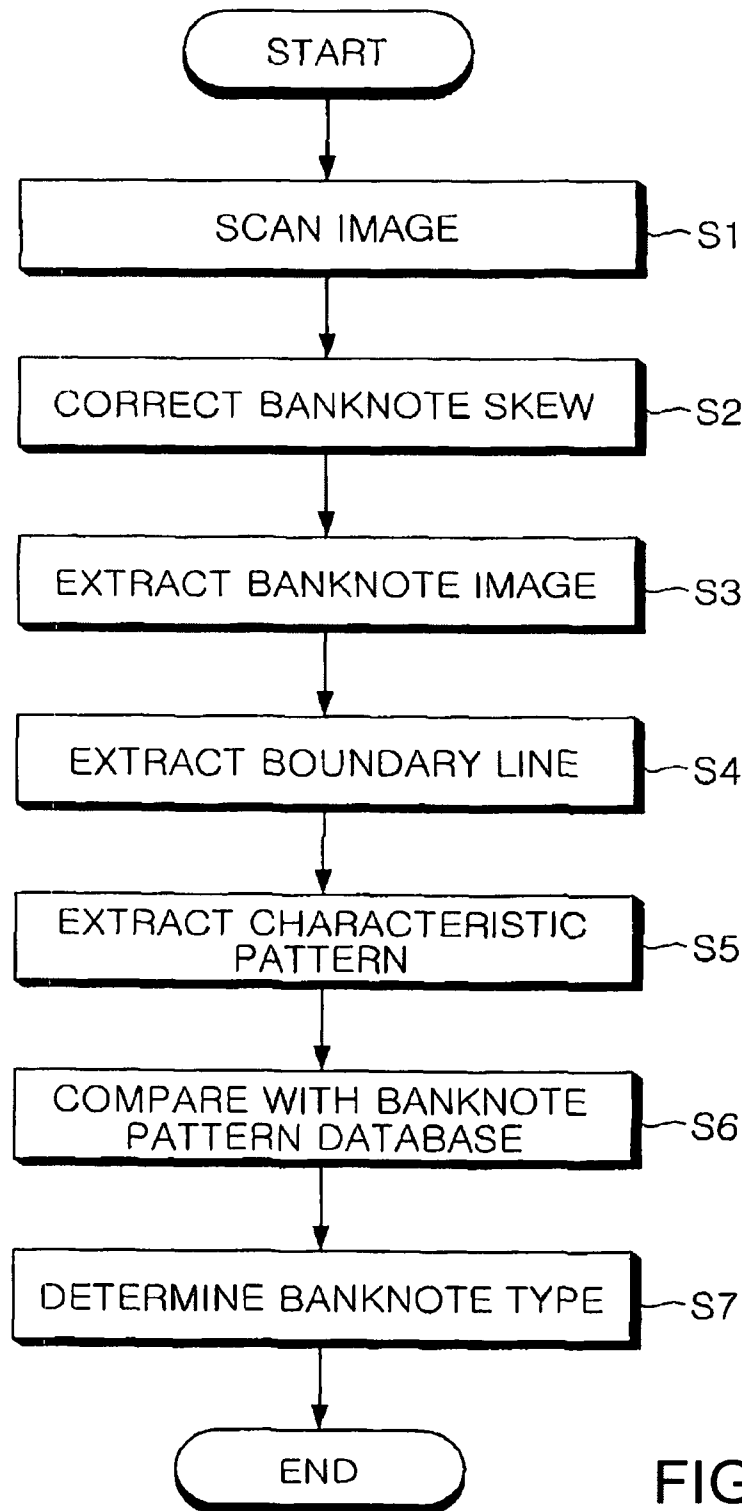 START
SCAN IMAGE
S1
CORRECT BANKNOTE SKEW
S2
EXTRACT BANKNOTE IMAGE
S3
EXTRACT BOUNDARY LINE
S4
EXTRACT CHARACTERISTIC
PATTERN
S5
COMPARE WITH BANKNOTE
PATTERN DATABASE
S6
DETERMINE BANKNOTE TYPE
S7
END
FIG